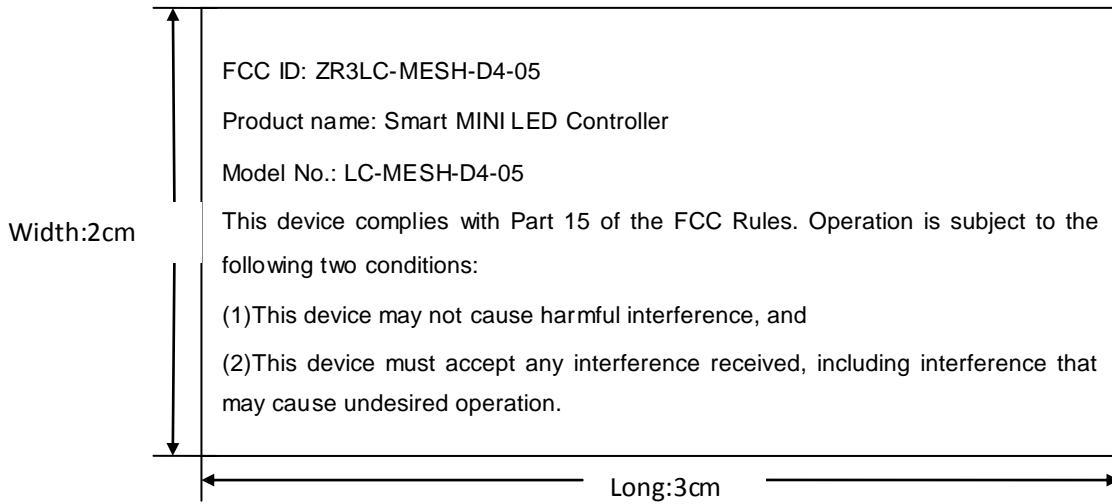 FCC ID: ZR3LC-MESH-D4-05
Product name: Smart MINI LED Controller
Model No.: LC-MESH-D4-05
This device complies with Part 15 of the FCC Rules. Operation is subject to the
following two conditions:
(1)This device may not cause harmful interference, and
(2)This device must accept any interference received, including interference that
may cause undesired operation.
Width:2cm
Long:3cm